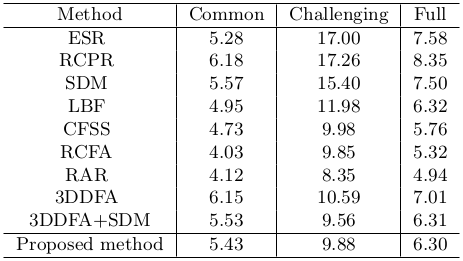 Method Common Challenging Full
ESR 5.28 17.00 7.58
RCPR 6.18 17.26 8.35
SDM 5.57 15.40 7.50
LBF 4.95 11.98 6.32
CFSS 4.73 9.98 5.76
RCFA 4.03 9.85 5.32
RAR 4.12 8.35 4.94
3DDFA 6.15 10.59 7.01
3DDFA+SDM 5.53 9.56 6.31
Proposed method 5.43 9.88 6.30